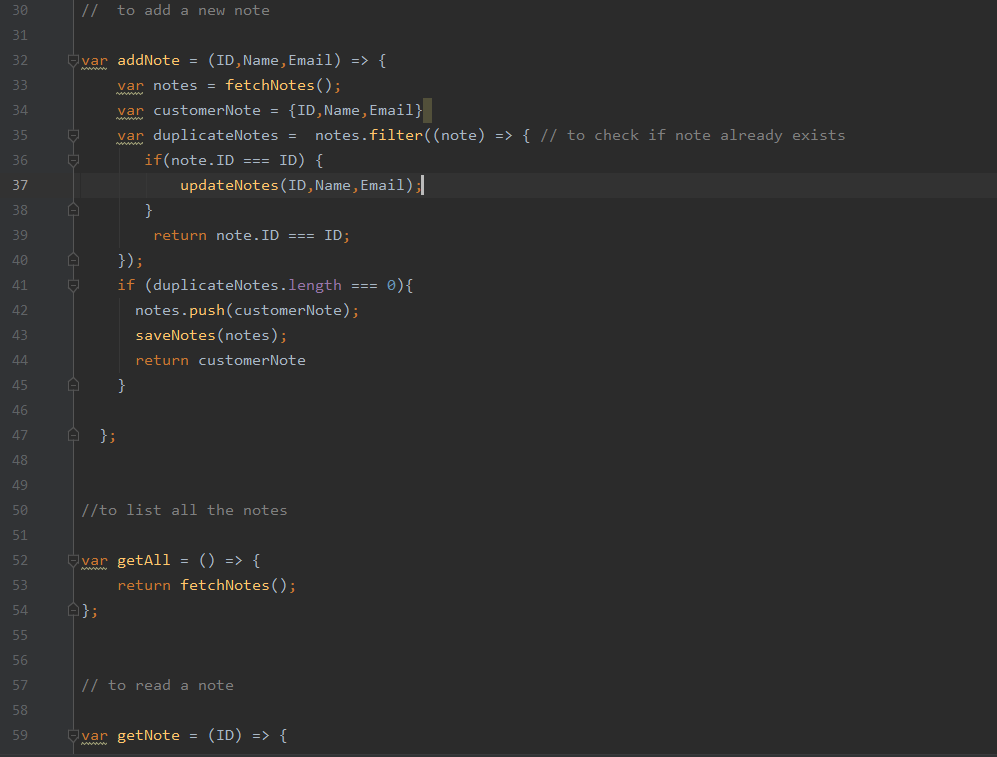 30 // to add a new note
31
32 var addNote = (ID,Name,Email) => {
33 var notes = fetchNotes();
34 var customerNote = {ID,Name,Email}
35 var duplicateNotes =  notes.filter((note) => { // to check if note already exists
36 if(note.ID === ID) {
37 updateNotes(ID,Name,Email);
38 }
39 return note.ID === ID;
40 });
41 if (duplicateNotes.length === 0){
42 notes.push(customerNote);
43 saveNotes(notes);
44 return customerNote
45 }
46
47 };
48
49
50 //to list all the notes
51
52 var getAll = () => {
53 return fetchNotes();
54 };
55
56
57 // to read a note
58
59 var getNote = (ID) => {